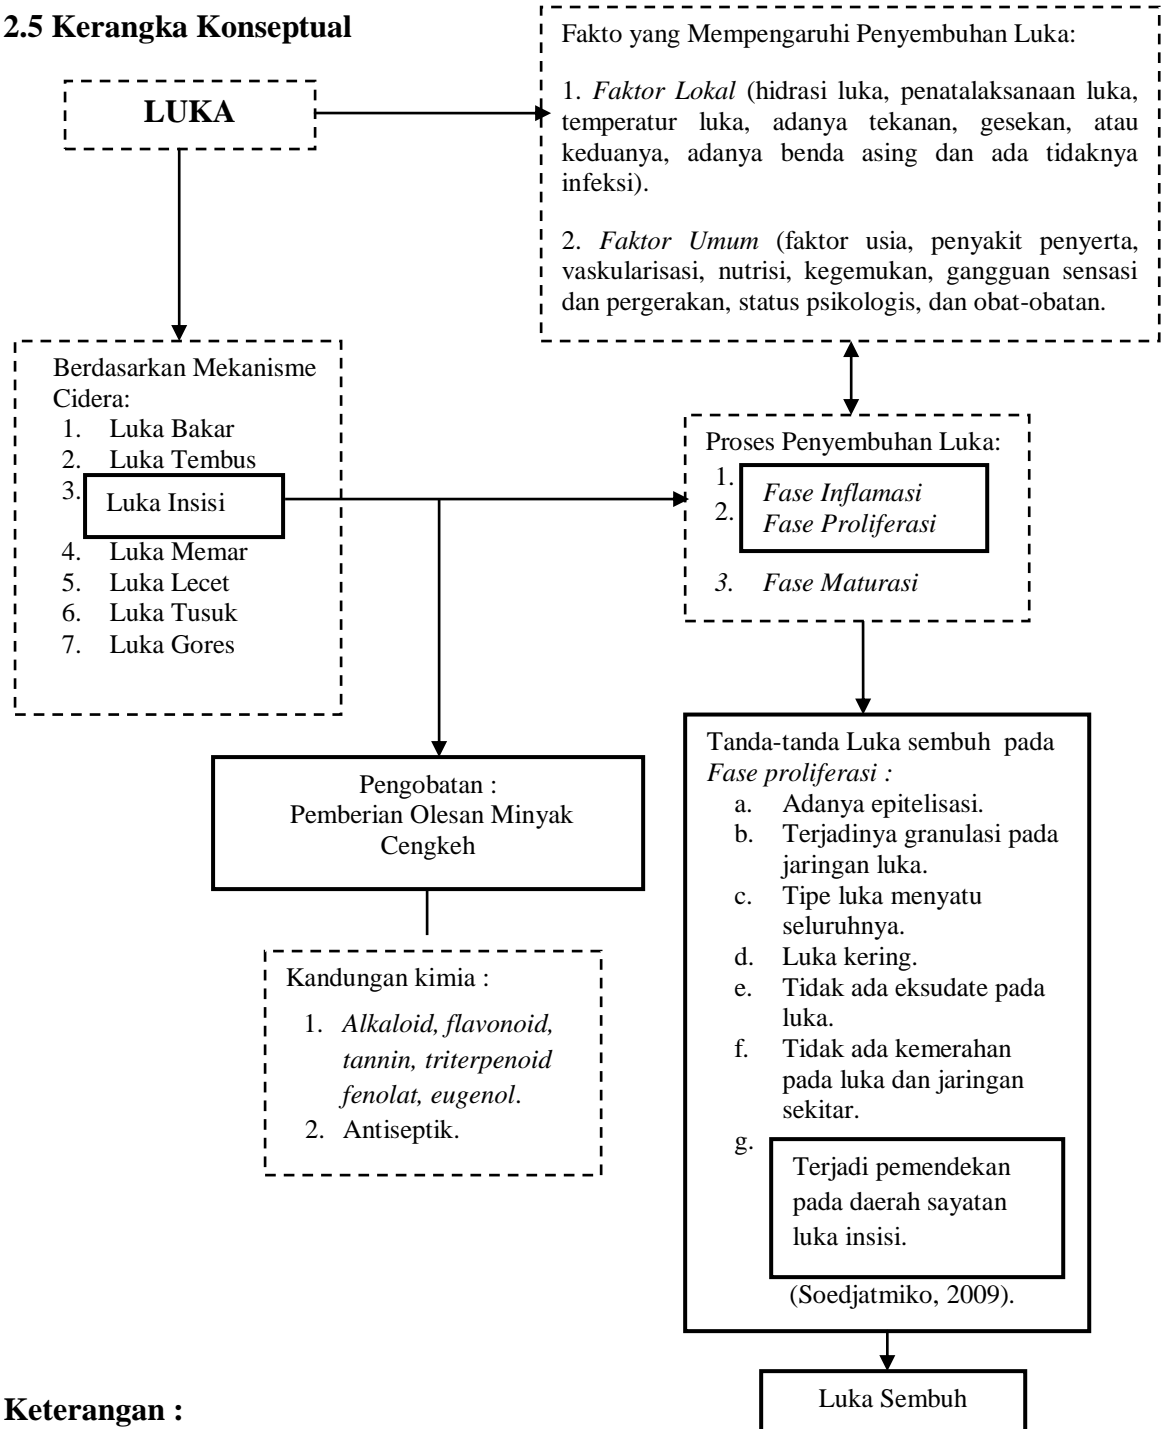 2.5 Kerangka Konseptual
LUKA
Fakto yang Mempengaruhi Penyembuhan Luka:
1. Faktor Lokal (hidrasi luka, penatalaksanaan luka,
temperatur luka, adanya tekanan, gesekan, atau
keduanya, adanya benda asing dan ada tidaknya
infeksi).
2. Faktor Umum (faktor usia, penyakit penyerta,
vaskularisasi, nutrisi, kegemukan, gangguan sensasi
dan pergerakan, status psikologis, dan obat-obatan.
Berdasarkan Mekanisme
Cidera:
1. Luka Bakar
2. Luka Tembus
3. Luka Insisi
4. Luka Memar
5. Luka Lecet
6. Luka Tusuk
7. Luka Gores
Proses Penyembuhan Luka:
1. Fase Inflamasi
2. Fase Proliferasi
3. Fase Maturasi
Pengobatan :
Pemberian Olesan Minyak
Cengkeh
Kandungan kimia :
1. Alkaloid, flavonoid,
tannin, triterpenoid
fenolat, eugenol.
2. Antiseptik.
Tanda-tanda Luka sembuh pada
Fase proliferasi :
a. Adanya epitelisasi.
b. Terjadinya granulasi pada
jaringan luka.
c. Tipe luka menyatu
seluruhnya.
d. Luka kering.
e. Tidak ada eksudate pada
luka.
f. Tidak ada kemerahan
pada luka dan jaringan
sekitar.
g. Terjadi pemendekan
pada daerah sayatan
luka insisi.
(Soedjatmiko, 2009).
Luka Sembuh
Keterangan :